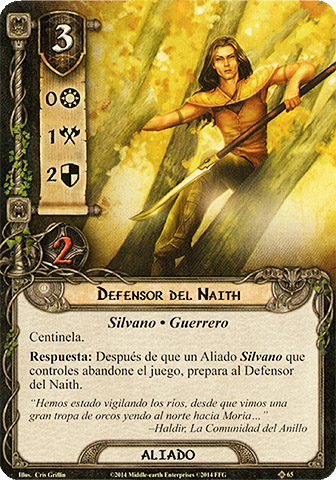 3
0
1
2
2
Defensor del Naith
Silvano • Guerrero
Centinela.
Respuesta: Después de que un Aliado Silvano que
controles abandone el juego, prepara al Defensor
del Naith.
“Hemos estado vigilando los ríos, desde que vimos una
gran tropa de orcos yendo al norte hacia Moria…”
–Haldir, La Comunidad del Anillo
ALIADO
Illus. Cris Griffin
©2014 Middle-earth Enterprises ©2014 FFG
65